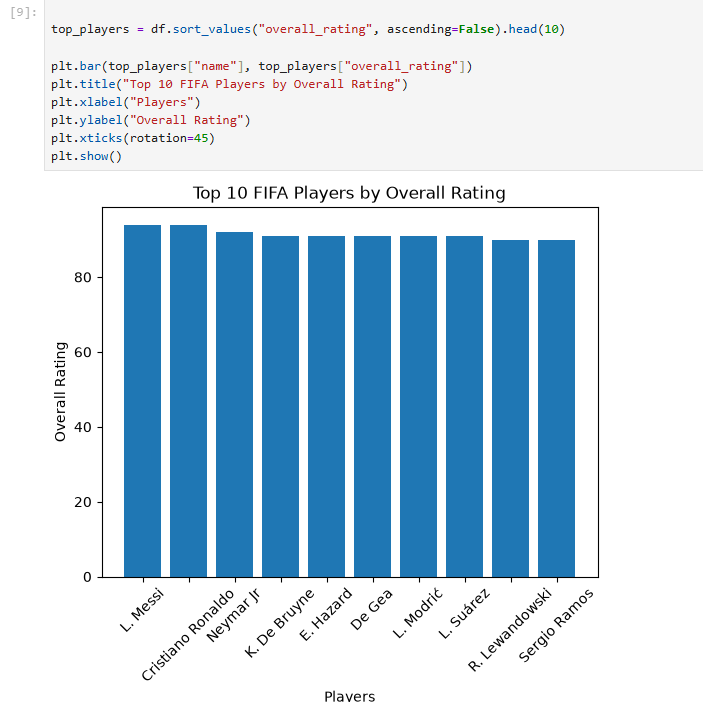 [9]:
top_players = df.sort_values("overall_rating", ascending=False).head(10)
plt.bar(top_players["name"], top_players["overall_rating"])
plt.title("Top 10 FIFA Players by Overall Rating")
plt.xlabel("Players")
plt.ylabel("Overall Rating")
plt.xticks(rotation=45)
plt.show()
Top 10 FIFA Players by Overall Rating
Overall Rating
80
60
40
20
0
L. Messi
Cristiano Ronaldo
Neymar Jr
K. De Bruyne
E. Hazard
De Gea
L. Modrić
L. Suárez
R. Lewandowski
Sergio Ramos
Players